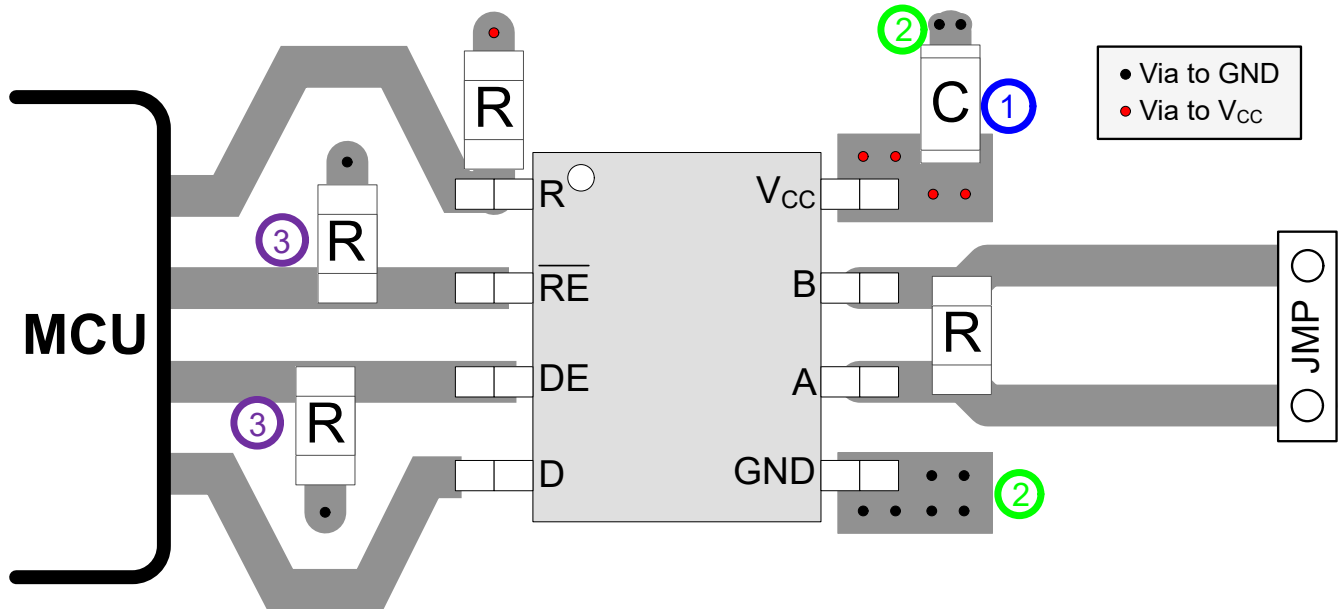 2
R
C
1
• Via to GND
• Via to VCC
R
VCC
3
R
RE
B
MCU
R
JMP
DE
A
3
R
D
GND
2